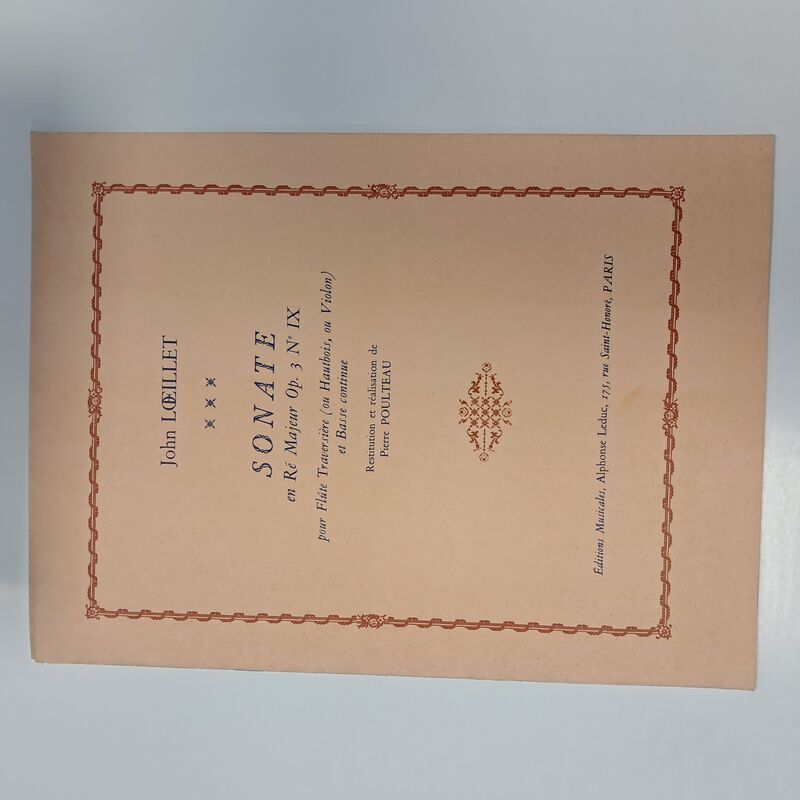 John LŒILLET
SONATE
en Ré Majeur Op. 3 N° IX
pour Flûte Traversière (ou Hautbois, ou Violon)
et Basse continue
Restitution et réalisation de
Pierre POULTEAU
Editions Musicales, Alphonse Leduc, 175, rue Saint-Honoré, PARIS